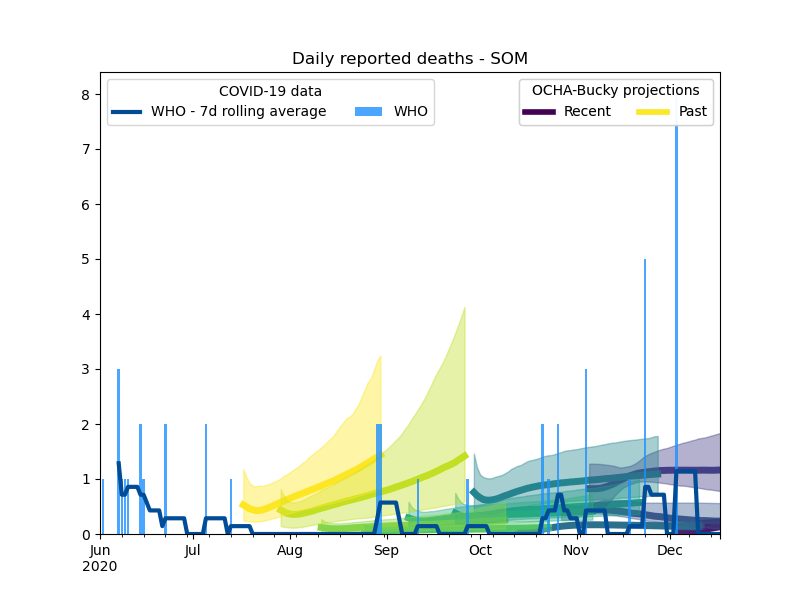 Daily reported deaths - SOM
COVID-19 data
WHO - 7d rolling average
WHO
OCHA-Bucky projections
Recent
Past
8
7
6
5
4
3
2
1
0
Jun
Jul
Aug
Sep
Oct
Nov
Dec
2020